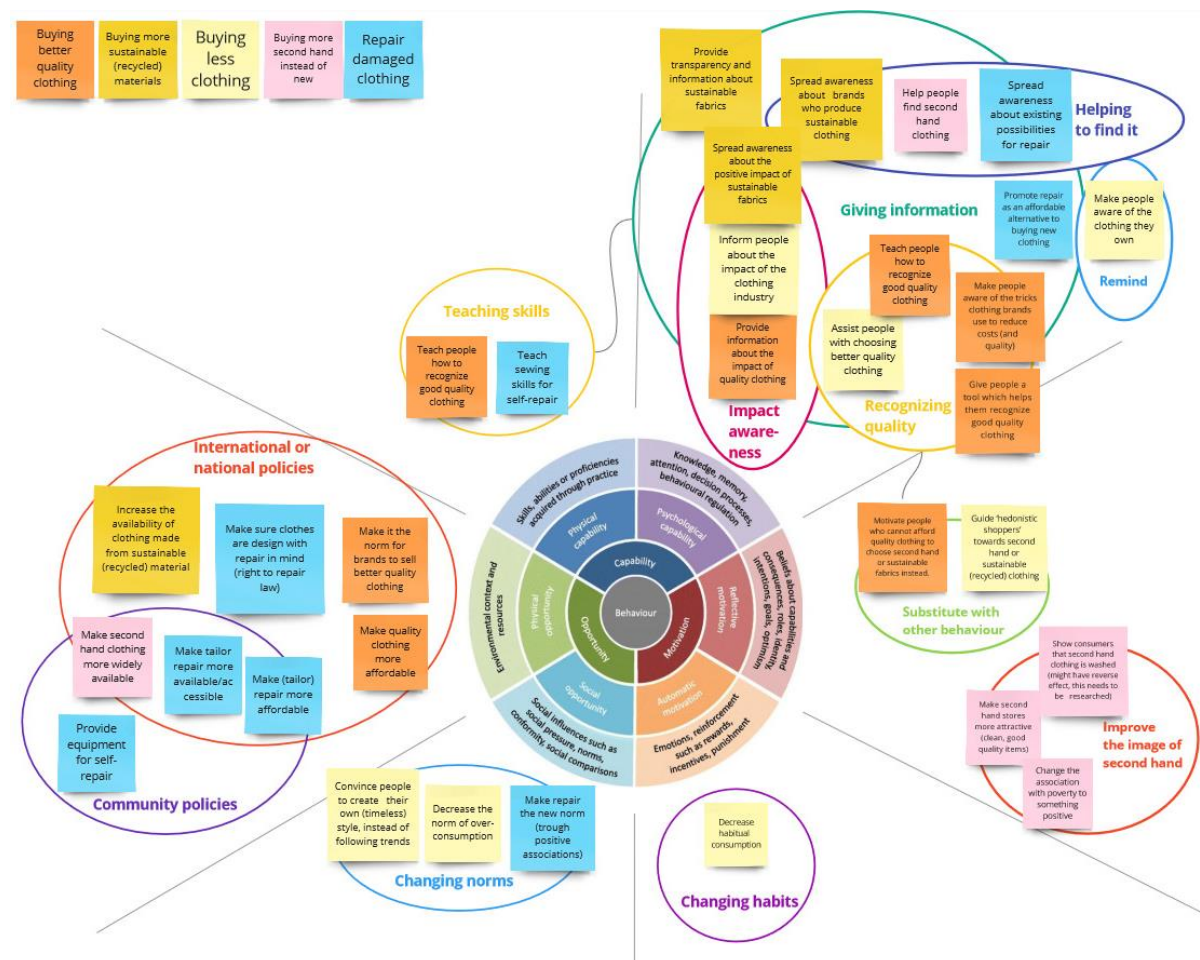 Buying
better
quality
clothing
Buying more
sustainable
(recycled)
materials
Buying
less
clothing
Buying more
second hand
instead of
new
Repair
damaged
clothing
Provide
transparency and
information about
sustainable
fabrics
Spread awareness
about brands
who produce
sustainable
clothing
Help people
find second
hand
clothing
Spread
awareness
about existing
possibilities
for repair
Helping
to find it
Spread awareness
about the
positive impact of
sustainable
fabrics
Giving information
Promote repair
as an affordable
alternative to
buying new
clothing
Make people
aware of the
clothing they
own
Remind
Inform people
about the
impact of the
clothing
industry
Teach people
how to
recognize
good quality
clothing
Make people
aware of the tricks
clothing brands
use to reduce
costs (and
quality)
Provide
information
about the
impact of
quality clothing
Assist people
with choosing
better quality
clothing
Give people a
tool which helps
them recognize
good quality
clothing
Impact
aware-
ness
Recognizing
quality
Teaching skills
Teach people
how to
recognize
good quality
clothing
Teach
sewing
skills for
self-repair
International or
national policies
Increase the
availability of
clothing made
from sustainable
(recycled) material
Make sure clothes
are design with
repair in mind
(right to repair
law)
Make it the
norm for
brands to sell
better quality
clothing
Make second
hand clothing
more widely
available
Make tailor
repair more
available/ac
cessible
Make (tailor)
repair more
affordable
Make quality
clothing
more
affordable
Provide
equipment
for self-
repair
Community policies
Skills, abilities or proficiencies
acquired through practice
Knowledge, memory,
attention, decision processes,
behavioural regulation
Physical
capability
Psychological
capability
Capability
Environmental context and
resources
Physical
opportunity
Opportunity
Behaviour
Motivation
Reflective
motivation
Beliefs about capabilities and
consequences, roles, identity,
intentions, goals, optimism
Social
opportunity
Automatic
motivation
Social influences such as
social pressure, norms,
conformity, social comparisons
Emotions, reinforcement
such as rewards,
incentives, punishment
Motivate people
who cannot afford
quality clothing to
choose second hand
or sustainable
fabrics instead.
Guide 'hedonistic
shoppers'
towards second
hand or
sustainable
(recycled) clothing
Substitute with
other behaviour
Show consumers
that second hand
clothing is washed
(might have reverse
effect, this needs to
be researched)
Make second
hand stores
more attractive
(clean, good
quality items)
Change the
association
with poverty to
something
positive
Improve
the image of
second hand
Convince people
to create their
own (timeless)
style, instead of
following trends
Decrease the
norm of over-
consumption
Make repair
the new norm
(trough
positive
associations)
Changing norms
Decrease
habitual
consumption
Changing habits